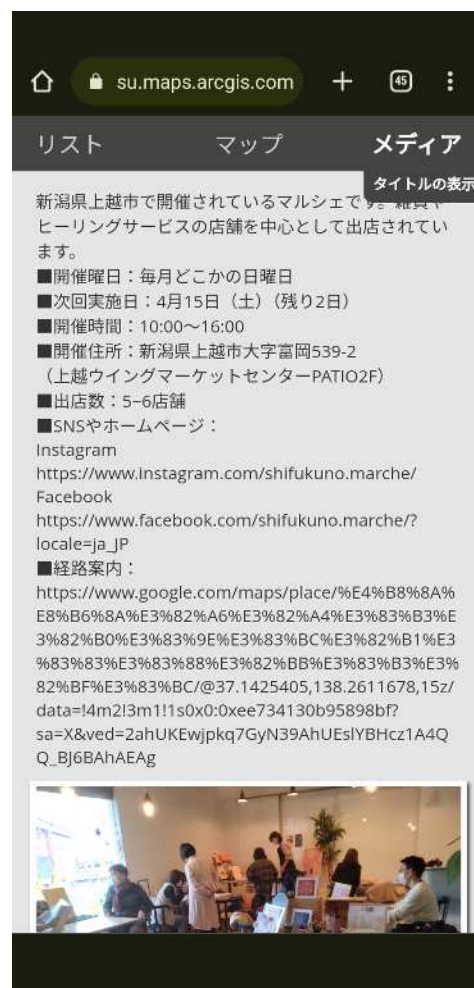 su.maps.arcgis.com
45
リスト
マップ
メディア
タイトルの表示
新潟県上越市で開催されているマルシェです。雑貨や
ヒーリングサービスの店舗を中心として出店されてい
ます。
■開催曜日：毎月どこかの日曜日
■次回実施日：4月15日（土）（残り2日）
■開催時間：10:00〜16:00
■開催住所：新潟県上越市大字富岡539-2
（上越ウイングマーケットセンターPATIO2F）
■出店数：5−6店舗
■SNSやホームページ：
Instagram
https://www.instagram.com/shifukuno.marche/
Facebook
https://www.facebook.com/shifukuno.marche/?
locale=ja_JP
■経路案内：
https://www.google.com/maps/place/%E4%B8%8A%
E8%B6%8A%E3%82%A6%E3%82%A4%E3%83%B3%E
3%82%B0%E3%83%9E%E3%83%BC%E3%82%B1%E3
%83%83%E3%83%88%E3%82%BB%E3%83%B3%E3%
82%BF%E3%83%BC/@37.1425405,138.2611678,15z/
data=!4m2!3m1!1s0x0:0xee734130b95898bf?
sa=X&ved=2ahUKEwjpkq7GyN39AhUEslYBHcz1A4Q
Q_BJ6BAhAEAg